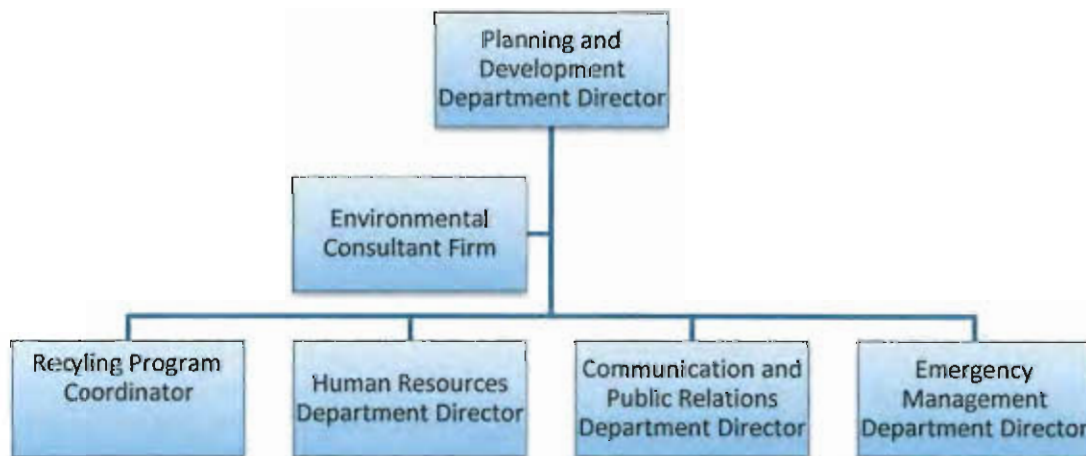 Planning and
Development
Department Director
Environmental
Consultant Firm
Recyling Program
Coordinator
Human Resources
Department Director
Communication and
Public Relations
Department Director
Emergency
Management
Department Director